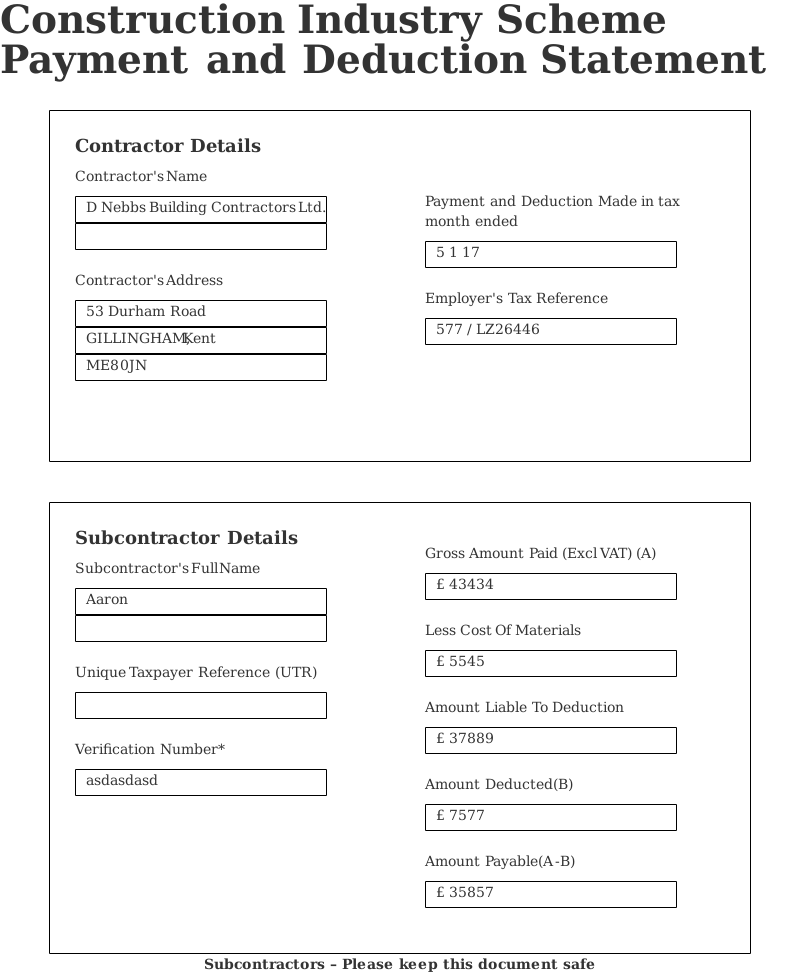 Construction Industry Scheme
Payment and Deduction Statement
Contractor Details
Contractor's Name
D Nebbs Building Contractors Ltd.
Contractor's Address
53 Durham Road
GILLINGHAM, Kent
ME80JN
Payment and Deduction Made in tax
month ended
5 1 17
Employer's Tax Reference
577 / LZ26446
Subcontractor Details
Subcontractor's Full Name
Aaron
Unique Taxpayer Reference (UTR)
Verification Number*
asdasdasd
Gross Amount Paid (Excl VAT) (A)
£ 43434
Less Cost Of Materials
£ 5545
Amount Liable To Deduction
£ 37889
Amount Deducted(B)
£ 7577
Amount Payable(A-B)
£ 35857
Subcontractors – Please keep this document safe